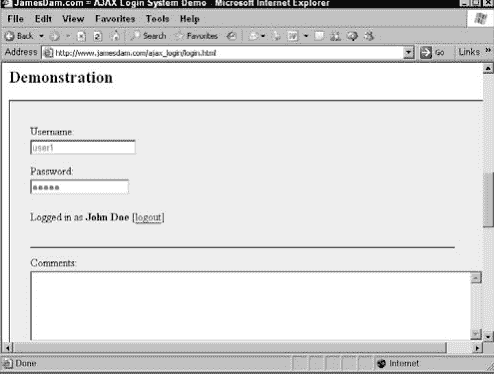 JamesDam.com - AJAX Login System Demo - Microsoft Internet Explorer
File Edit View Favorites Tools Help
Back Search Favorites
Address http://www.jamesdam.com/ajax_login/login.html Go Links »
Demonstration
Username:
user1
Password:
Logged in as John Doe [logout]
Comments:
Done Internet